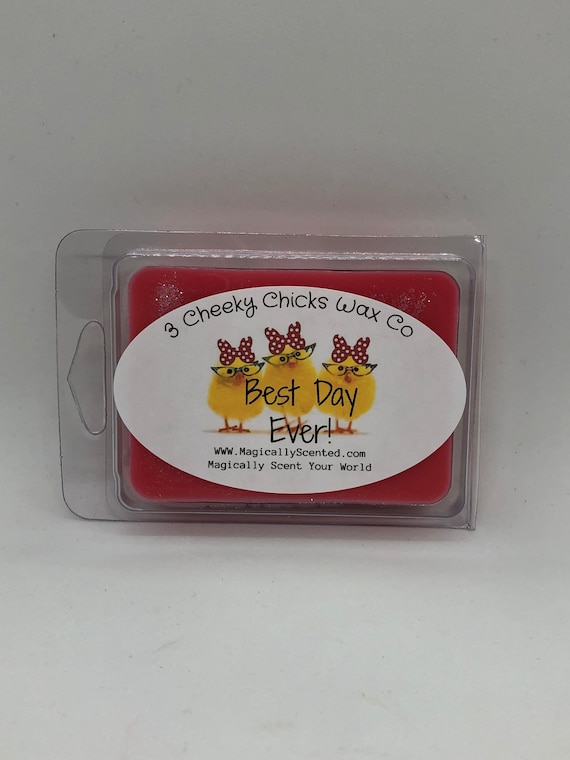 3 Cheeky Chicks Wax Co
Best Day
Ever!
WWW.MagicallyScented.com
Magically Scent Your World